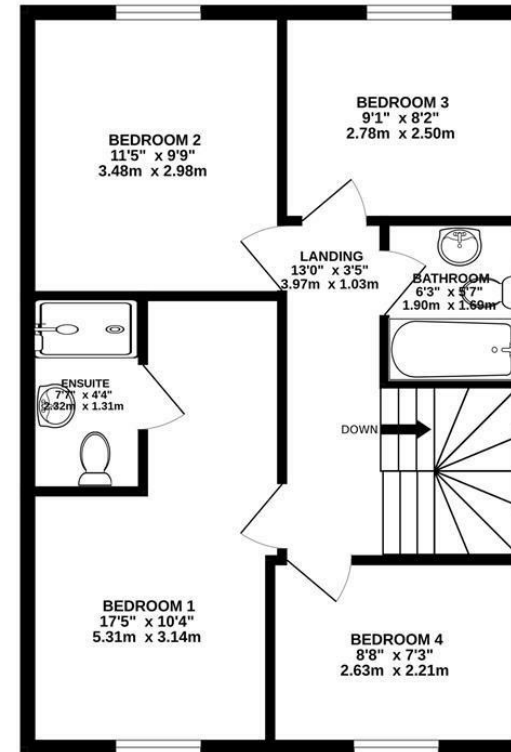 BEDROOM 3
9'1" x 8'2"
2.78m x 2.50m
BEDROOM 2
11'5" x 9'9"
3.48m x 2.98m
LANDING
13'0" x 3'5"
3.97m x 1.03m
BATHROOM
6'3" x 5'7"
1.90m x 1.69m
ENSUITE
7'7" x 4'4"
2.32m x 1.31m
DOWN
BEDROOM 1
17'5" x 10'4"
5.31m x 3.14m
BEDROOM 4
8'8" x 7'3"
2.63m x 2.21m